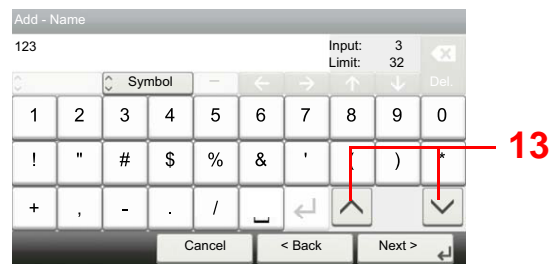 Add - Name
123 Input: 3
Limit: 32
Symbol Del.
1 2 3 4 5 6 7 8 9 0
! " # $ % & ' ( ) *
+ , - . /
13
Cancel < Back Next >